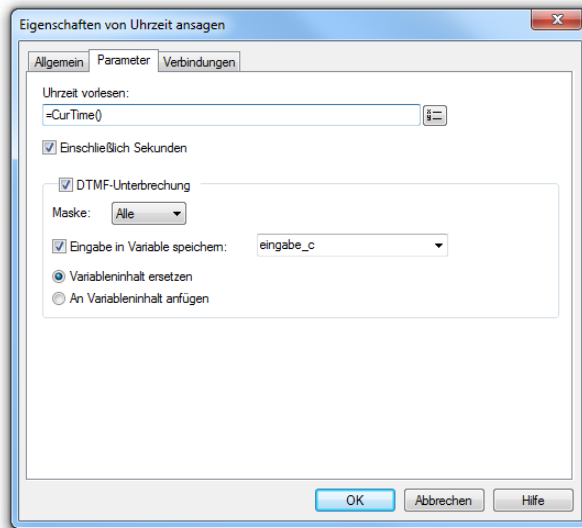 Eigenschaften von Uhrzeit ansagen
Allgemein Parameter Verbindungen
Uhrzeit vorlesen:
=CurTime()
Einschließlich Sekunden
DTMF-Unterbrechung
Maske: Alle
Eingabe in Variable speichern: eingabe_c
Variableninhalt ersetzen
An Variableninhalt anfügen
OK Abbrechen Hilfe